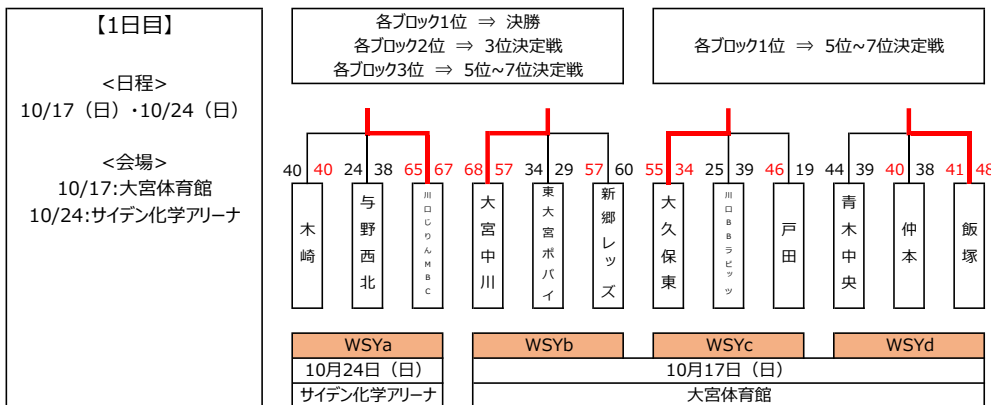 【1日目】
<日程>
10/17（日）・10/24（日）
<会場>
10/17:大宮体育館
10/24:サイデン化学アリーナ
各ブロック1位 ⇒ 決勝
各ブロック2位 ⇒ 3位決定戦
各ブロック3位 ⇒ 5位~7位決定戦
各ブロック1位 ⇒ 5位~7位決定戦
40 40 24 38 65 67 68 57 34 29 57 60 55 34 25 39 46 19 44 39 40 38 41 48
木崎
与野西北
川口じりんMBC
大宮中川
東大宮ポパイ
新郷レッズ
大久保東
川口BBラビッツ
戸田
青木中央
仲本
飯塚
WSYa WSYb WSYc WSYd
10月24日（日） 10月17日（日）
サイデン化学アリーナ 大宮体育館